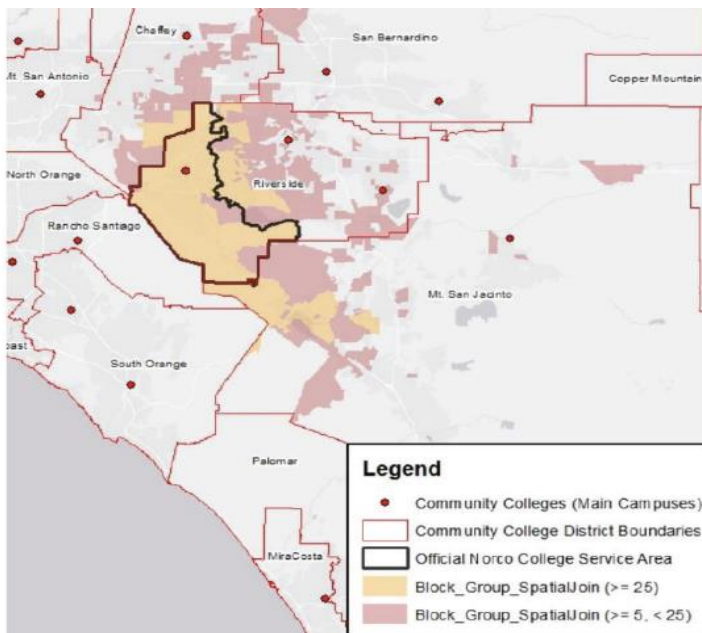 Chaffey
San Bernardino
Mt. San Antonio
Copper Mountain
North Orange
Riverside
Rancho Santiago
Mt. San Jacinto
South Orange
oast
Palomar
MiraCosta
Legend
Community Colleges (Main Campuses)
Community College District Boundaries
Official Norco College Service Area
Block_Group_SpatialJoin (>= 25)
Block_Group_SpatialJoin (>= 5, < 25)